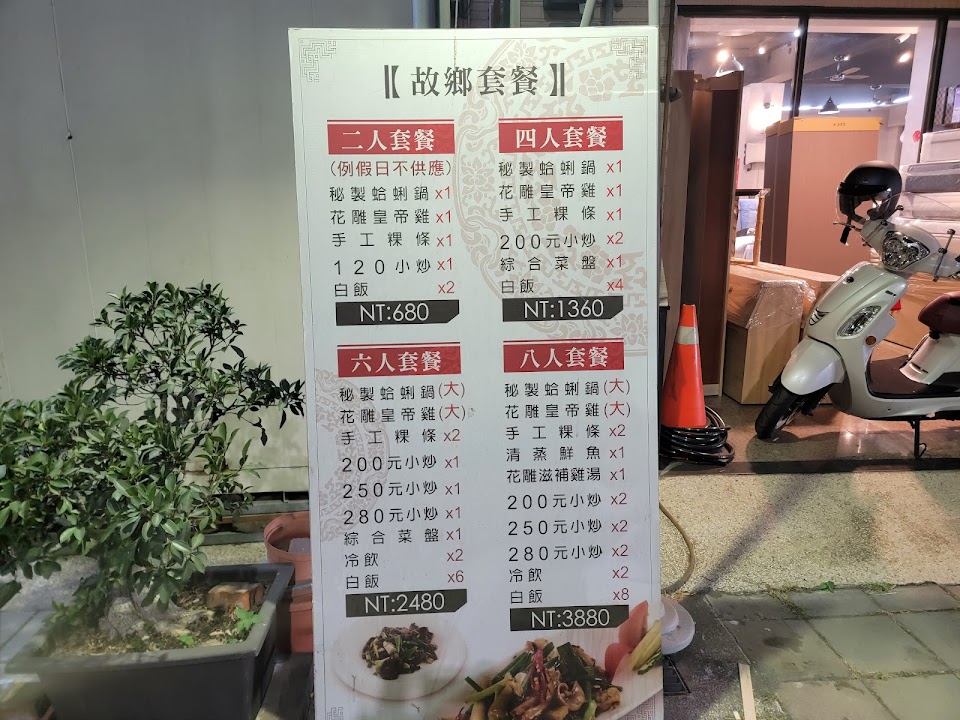 〖故鄉套餐〗
二人套餐
(例假日不供應)
秘製蛤蜊鍋 x1
花雕皇帝雞 x1
手工粿條 x1
120小炒 x1
白飯 x2
NT:680
四人套餐
秘製蛤蜊鍋 x1
花雕皇帝雞 x1
手工粿條 x1
200元小炒 x2
綜合菜盤 x1
白飯 x4
NT:1360
六人套餐
秘製蛤蜊鍋(大)
花雕皇帝雞(大)
手工粿條 x2
200元小炒 x1
250元小炒 x1
280元小炒 x1
綜合菜盤 x1
冷飲 x2
白飯 x6
NT:2480
八人套餐
秘製蛤蜊鍋(大)
花雕皇帝雞(大)
手工粿條 x2
清蒸鮮魚 x1
花雕滋補雞湯 x1
200元小炒 x2
250元小炒 x2
280元小炒 x2
冷飲 x2
白飯 x8
NT:3880